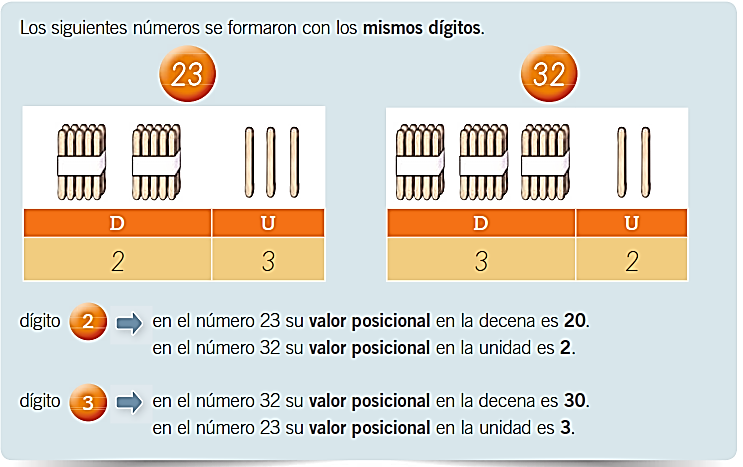 Los siguientes números se formaron con los mismos dígitos.
23
32
D U
2 3
D U
3 2
dígito 2 en el número 23 su valor posicional en la decena es 20.
en el número 32 su valor posicional en la unidad es 2.
dígito 3 en el número 32 su valor posicional en la decena es 30.
en el número 23 su valor posicional en la unidad es 3.